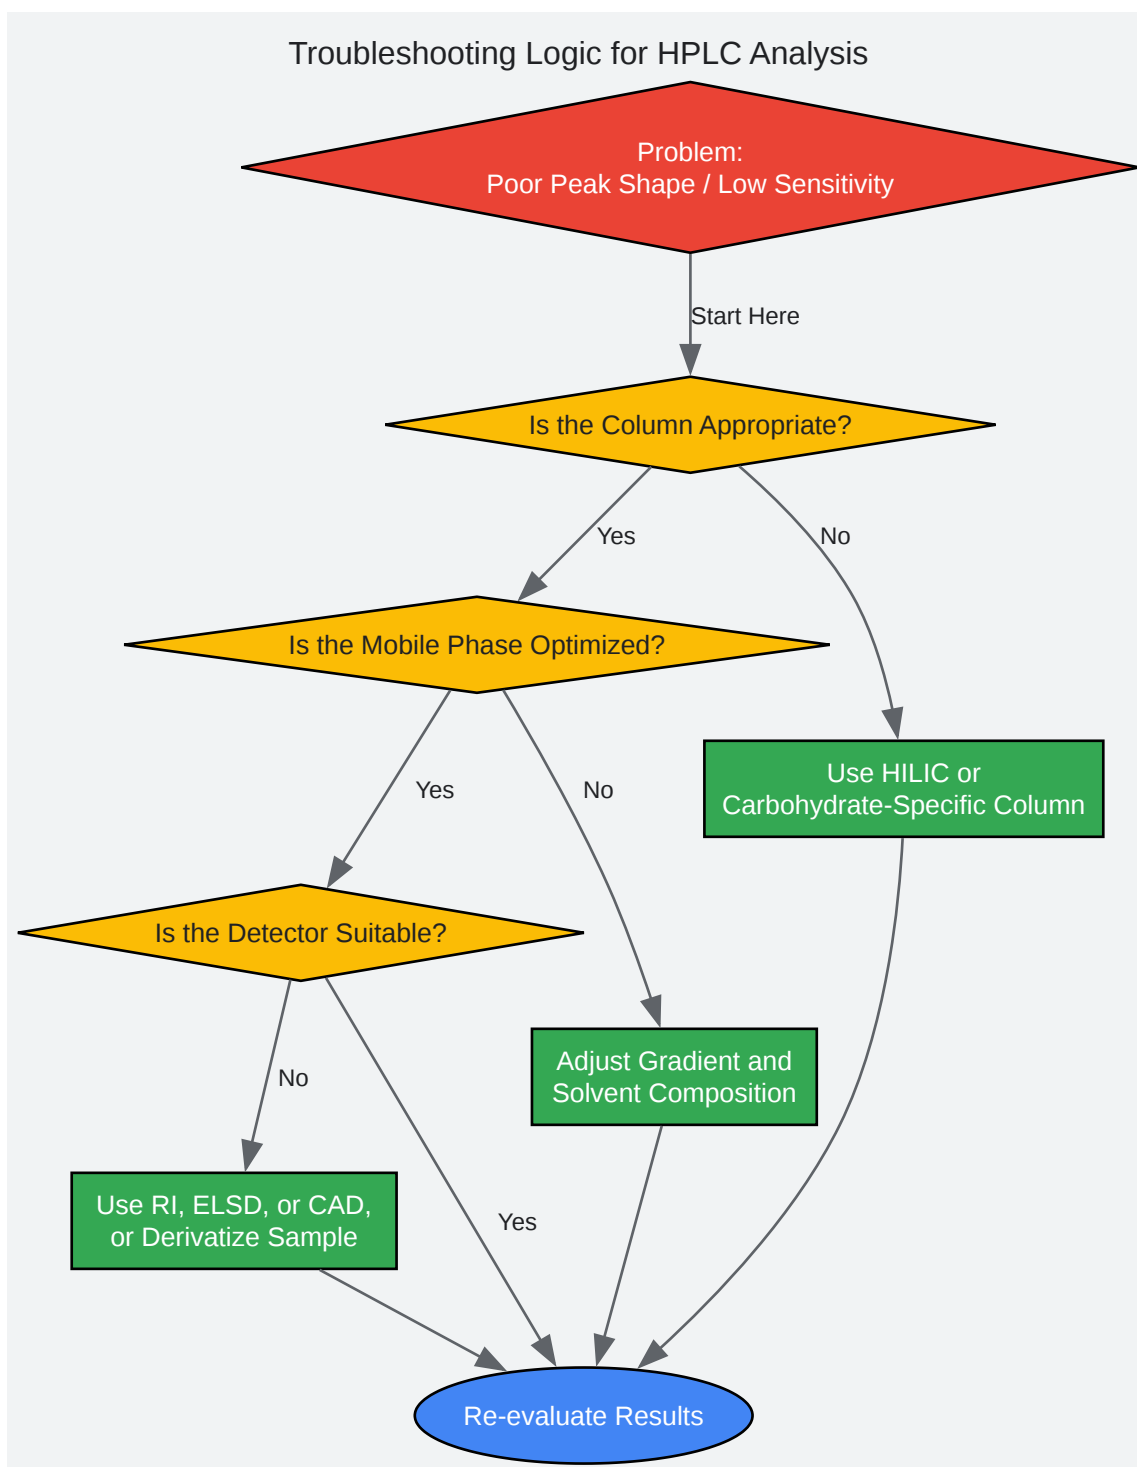 Troubleshooting Logic for HPLC Analysis
Problem:
Poor Peak Shape / Low Sensitivity
Start Here
Is the Column Appropriate?
Yes
No
Is the Mobile Phase Optimized?
Use HILIC or
Carbohydrate-Specific Column
Yes
No
Is the Detector Suitable?
Adjust Gradient and
Solvent Composition
No
Use RI, ELSD, or CAD,
or Derivatize Sample
Yes
Re-evaluate Results